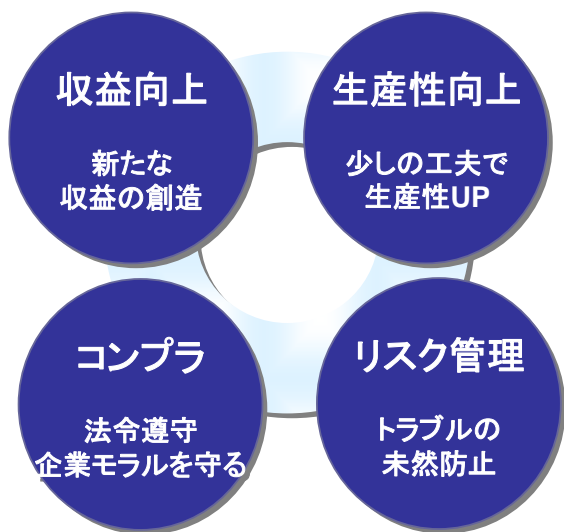 収益向上
新たな
収益の創造
生産性向上
少しの工夫で
生産性UP
コンプラ
法令遵守
企業モラルを守る
リスク管理
トラブルの
未然防止